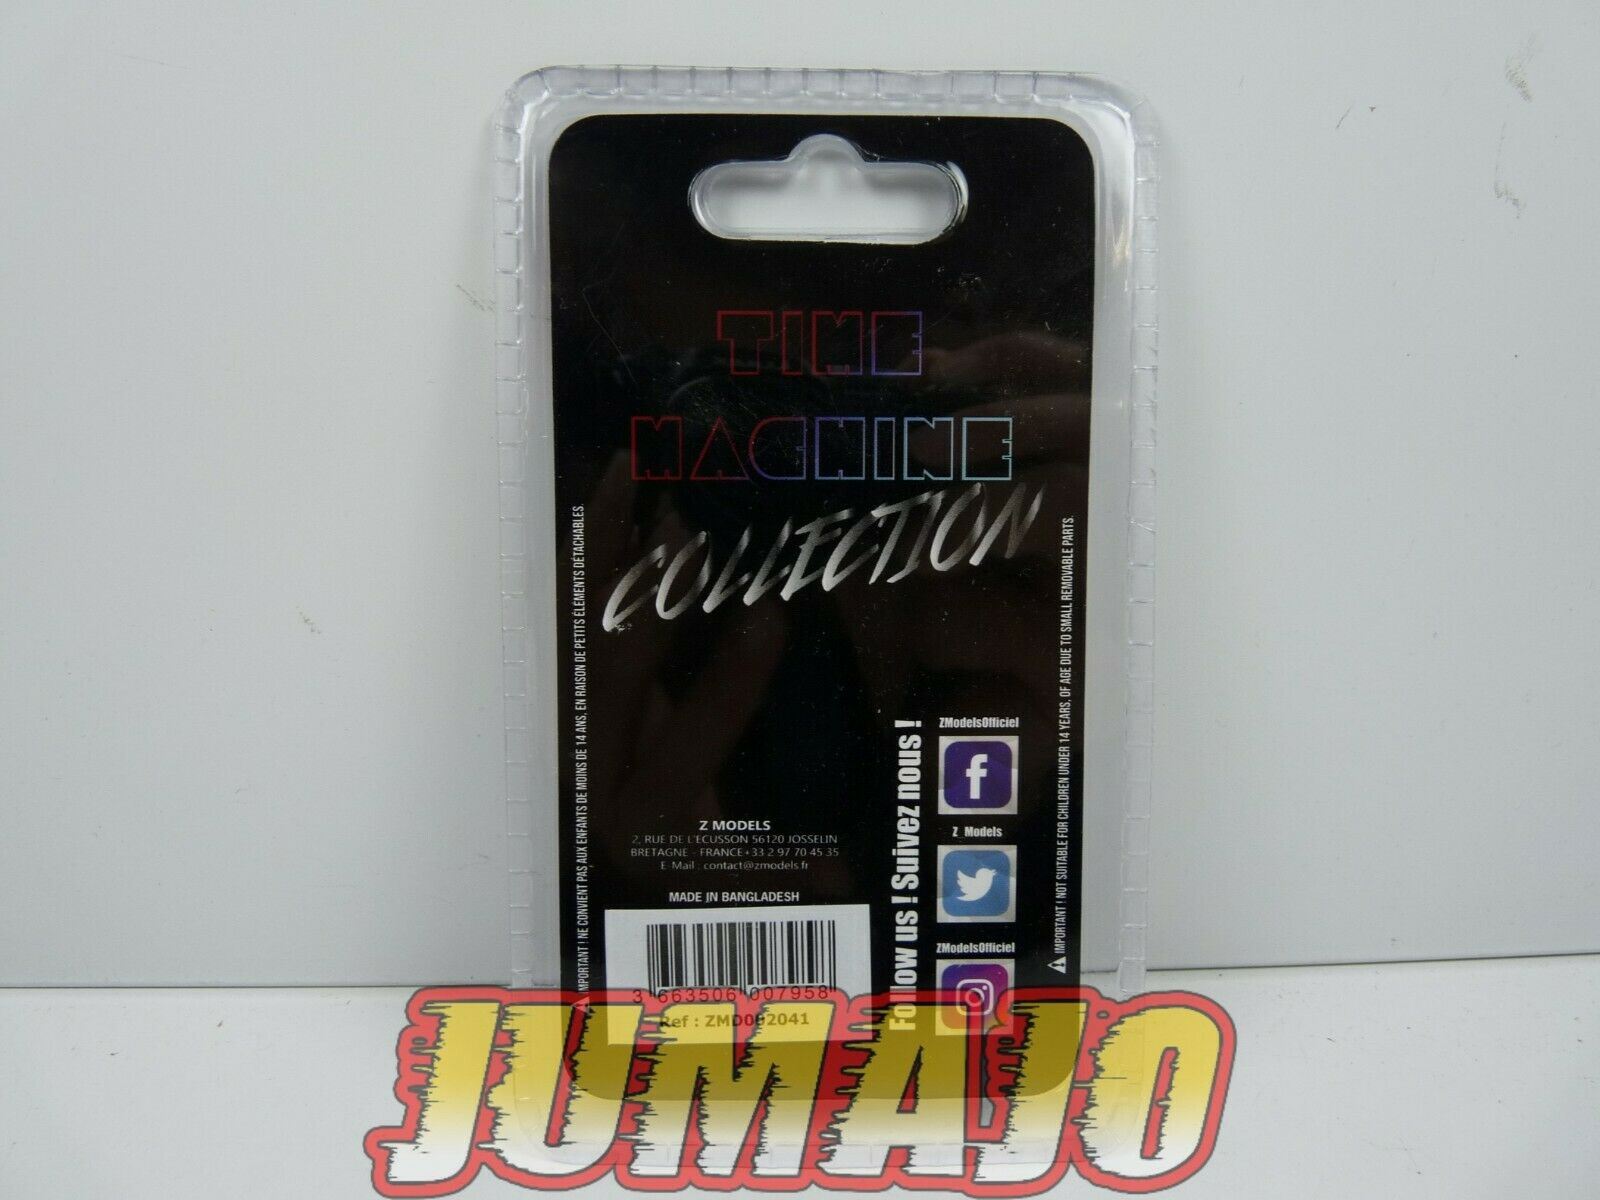 TIME
MACHINE
COLLECTION
IMPORTANT ! NE CONVIENT PAS AUX ENFANTS DE MOINS DE 14 ANS, EN RAISON DE PETITS ÉLÉMENTS DÉTACHABLES.
IMPORTANT ! NOT SUITABLE FOR CHILDREN UNDER 14 YEARS, OF AGE DUE TO SMALL REMOVABLE PARTS.
Follow us ! Suivez nous !
ZModelsOfficiel
Z Models
ZModelsOfficiel
Z MODELS
2, RUE DE L'ECUSSON 56120 JOSSELIN
BRETAGNE - FRANCE +33 2 97 70 45 35
E-Mail : contact@zmodels.fr
MADE IN BANGLADESH
3 663506 007958
Ref : ZMD002041
JUMAJO